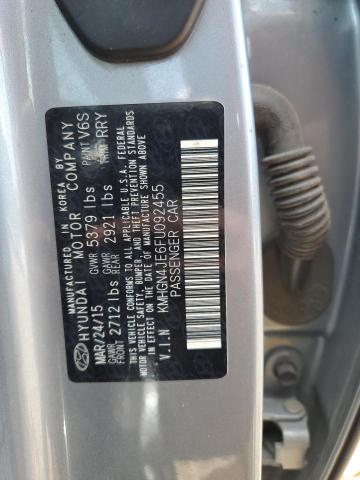 MANUFACTURED IN KOREA BY
HYUNDAI MOTOR COMPANY
MAR/24/15 PAINT V6S
GVWR 5379 lbs RRY
GAWR GAWR
FRONT 2712 lbs REAR 2921 lbs
THIS VEHICLE CONFORMS TO ALL APPLICABLE U.S.A. FEDERAL
MOTOR VEHICLE SAFETY, BUMPER, AND THEFT PREVENTION STANDARDS
IN EFFECT ON THE DATE OF MANUFACTURE SHOWN ABOVE.
V.I.N KMHGN4JE6FU092455
PASSENGER CAR